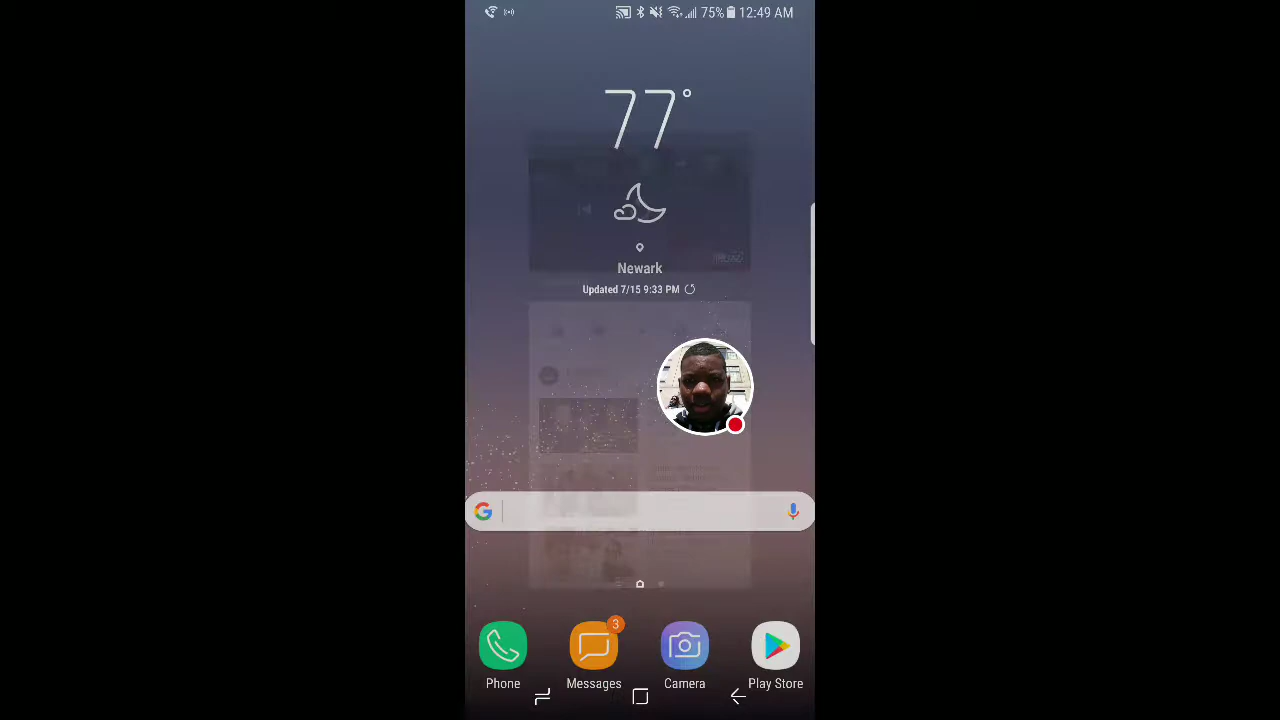 75% 12:49 AM
77°
Newark
Updated 7/15 9:33 PM
3
Phone Messages Camera Play Store